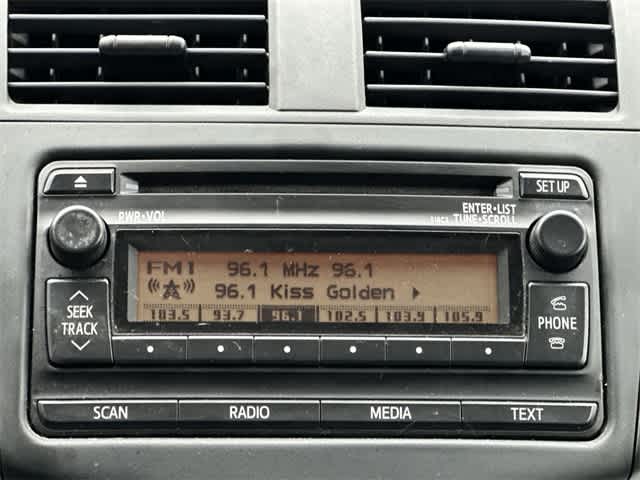 SET UP
PWR•VOL
ENTER•LIST
TUNE•SCROLL
FM1 96.1 MHz 96.1
96.1 Kiss Golden
103.5 93.7 96.1 102.5 103.9 105.9
SEEK
TRACK
PHONE
SCAN RADIO MEDIA TEXT